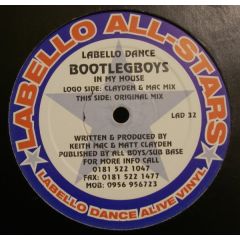 LABELLO ALL-STARS
LABELLO DANCE
BOOTLEGBOYS
IN MY HOUSE
LOGO SIDE: CLAYDEN & MAC MIX
THIS SIDE: ORIGINAL MIX
LAD 32
WRITTEN & PRODUCED BY
KEITH MAC & MATT CLAYDEN
PUBLISHED BY ALL BOYS/SUB BASE
FOR MORE INFO CALL
0181 522 1047
FAX: 0181 522 1477
MOB: 0956 956723
LABELLO DANCE ALIVE VINYL